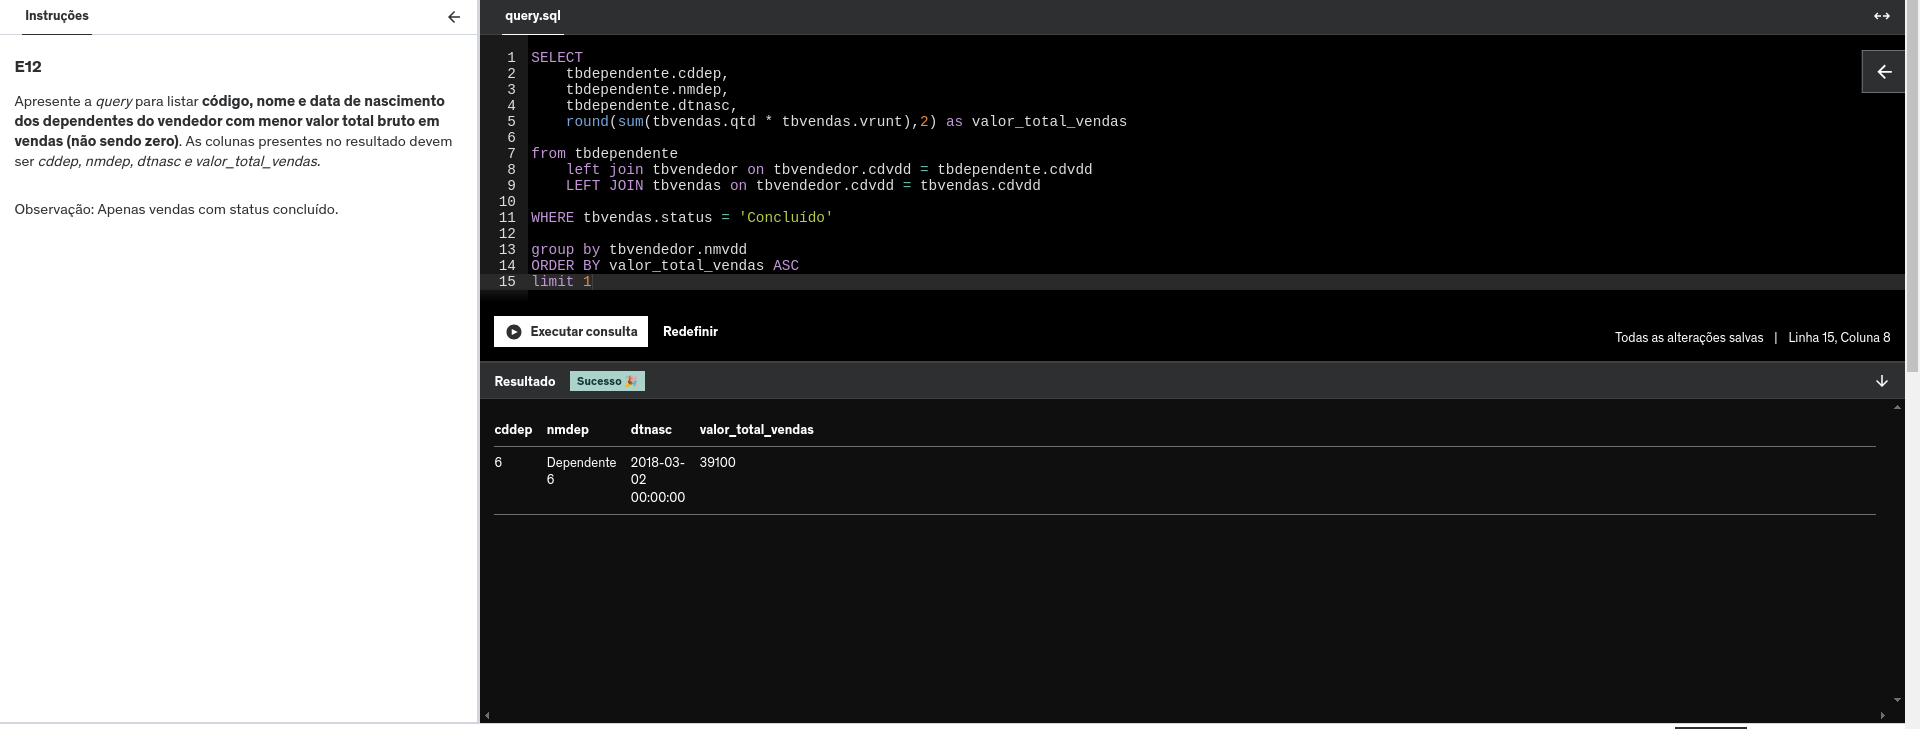 Instruções
E12
Apresente a query para listar código, nome e data de nascimento
dos dependentes do vendedor com menor valor total bruto em
vendas (não sendo zero). As colunas presentes no resultado devem
ser cddep, nmdep, dtnasc e valor_total_vendas.
Observação: Apenas vendas com status concluído.
query.sql
1 SELECT
2 tbdependente.cddep,
3 tbdependente.nmdep,
4 tbdependente.dtnasc,
5 round(sum(tbvendas.qtd * tbvendas.vrunt),2) as valor_total_vendas
6
7 from tbdependente
8 left join tbvendedor on tbvendedor.cdvdd = tbdependente.cdvdd
9 LEFT JOIN tbvendas on tbvendedor.cdvdd = tbvendas.cdvdd
10
11 WHERE tbvendas.status = 'Concluído'
12
13 group by tbvendedor.nmvdd
14 ORDER BY valor_total_vendas ASC
15 limit 1
Executar consulta Redefinir
Todas as alterações salvas | Linha 15, Coluna 8
Resultado Sucesso 🎉
cddep nmdep dtnasc valor_total_vendas
6 Dependente 2018-03- 39100
6 02
00:00:00